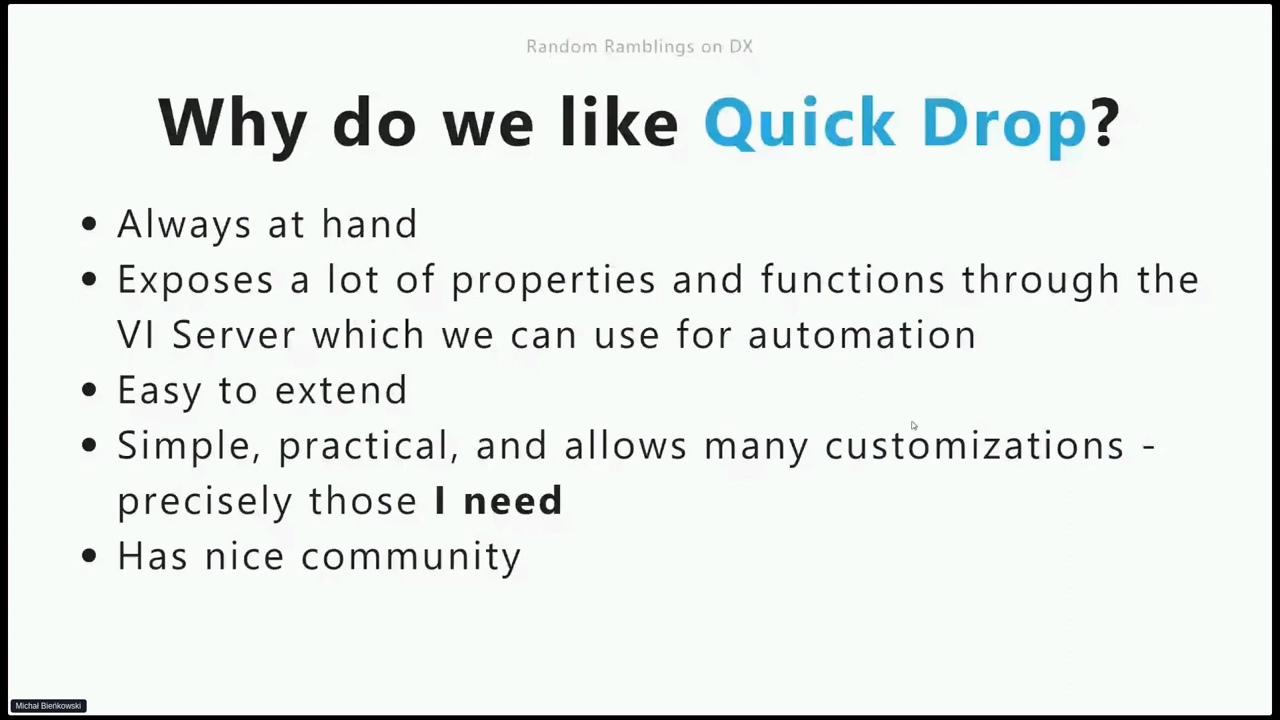 Random Ramblings on DX
Why do we like Quick Drop?
• Always at hand
• Exposes a lot of properties and functions through the
VI Server which we can use for automation
• Easy to extend
• Simple, practical, and allows many customizations -
precisely those I need
• Has nice community
Michał Bieńkowski